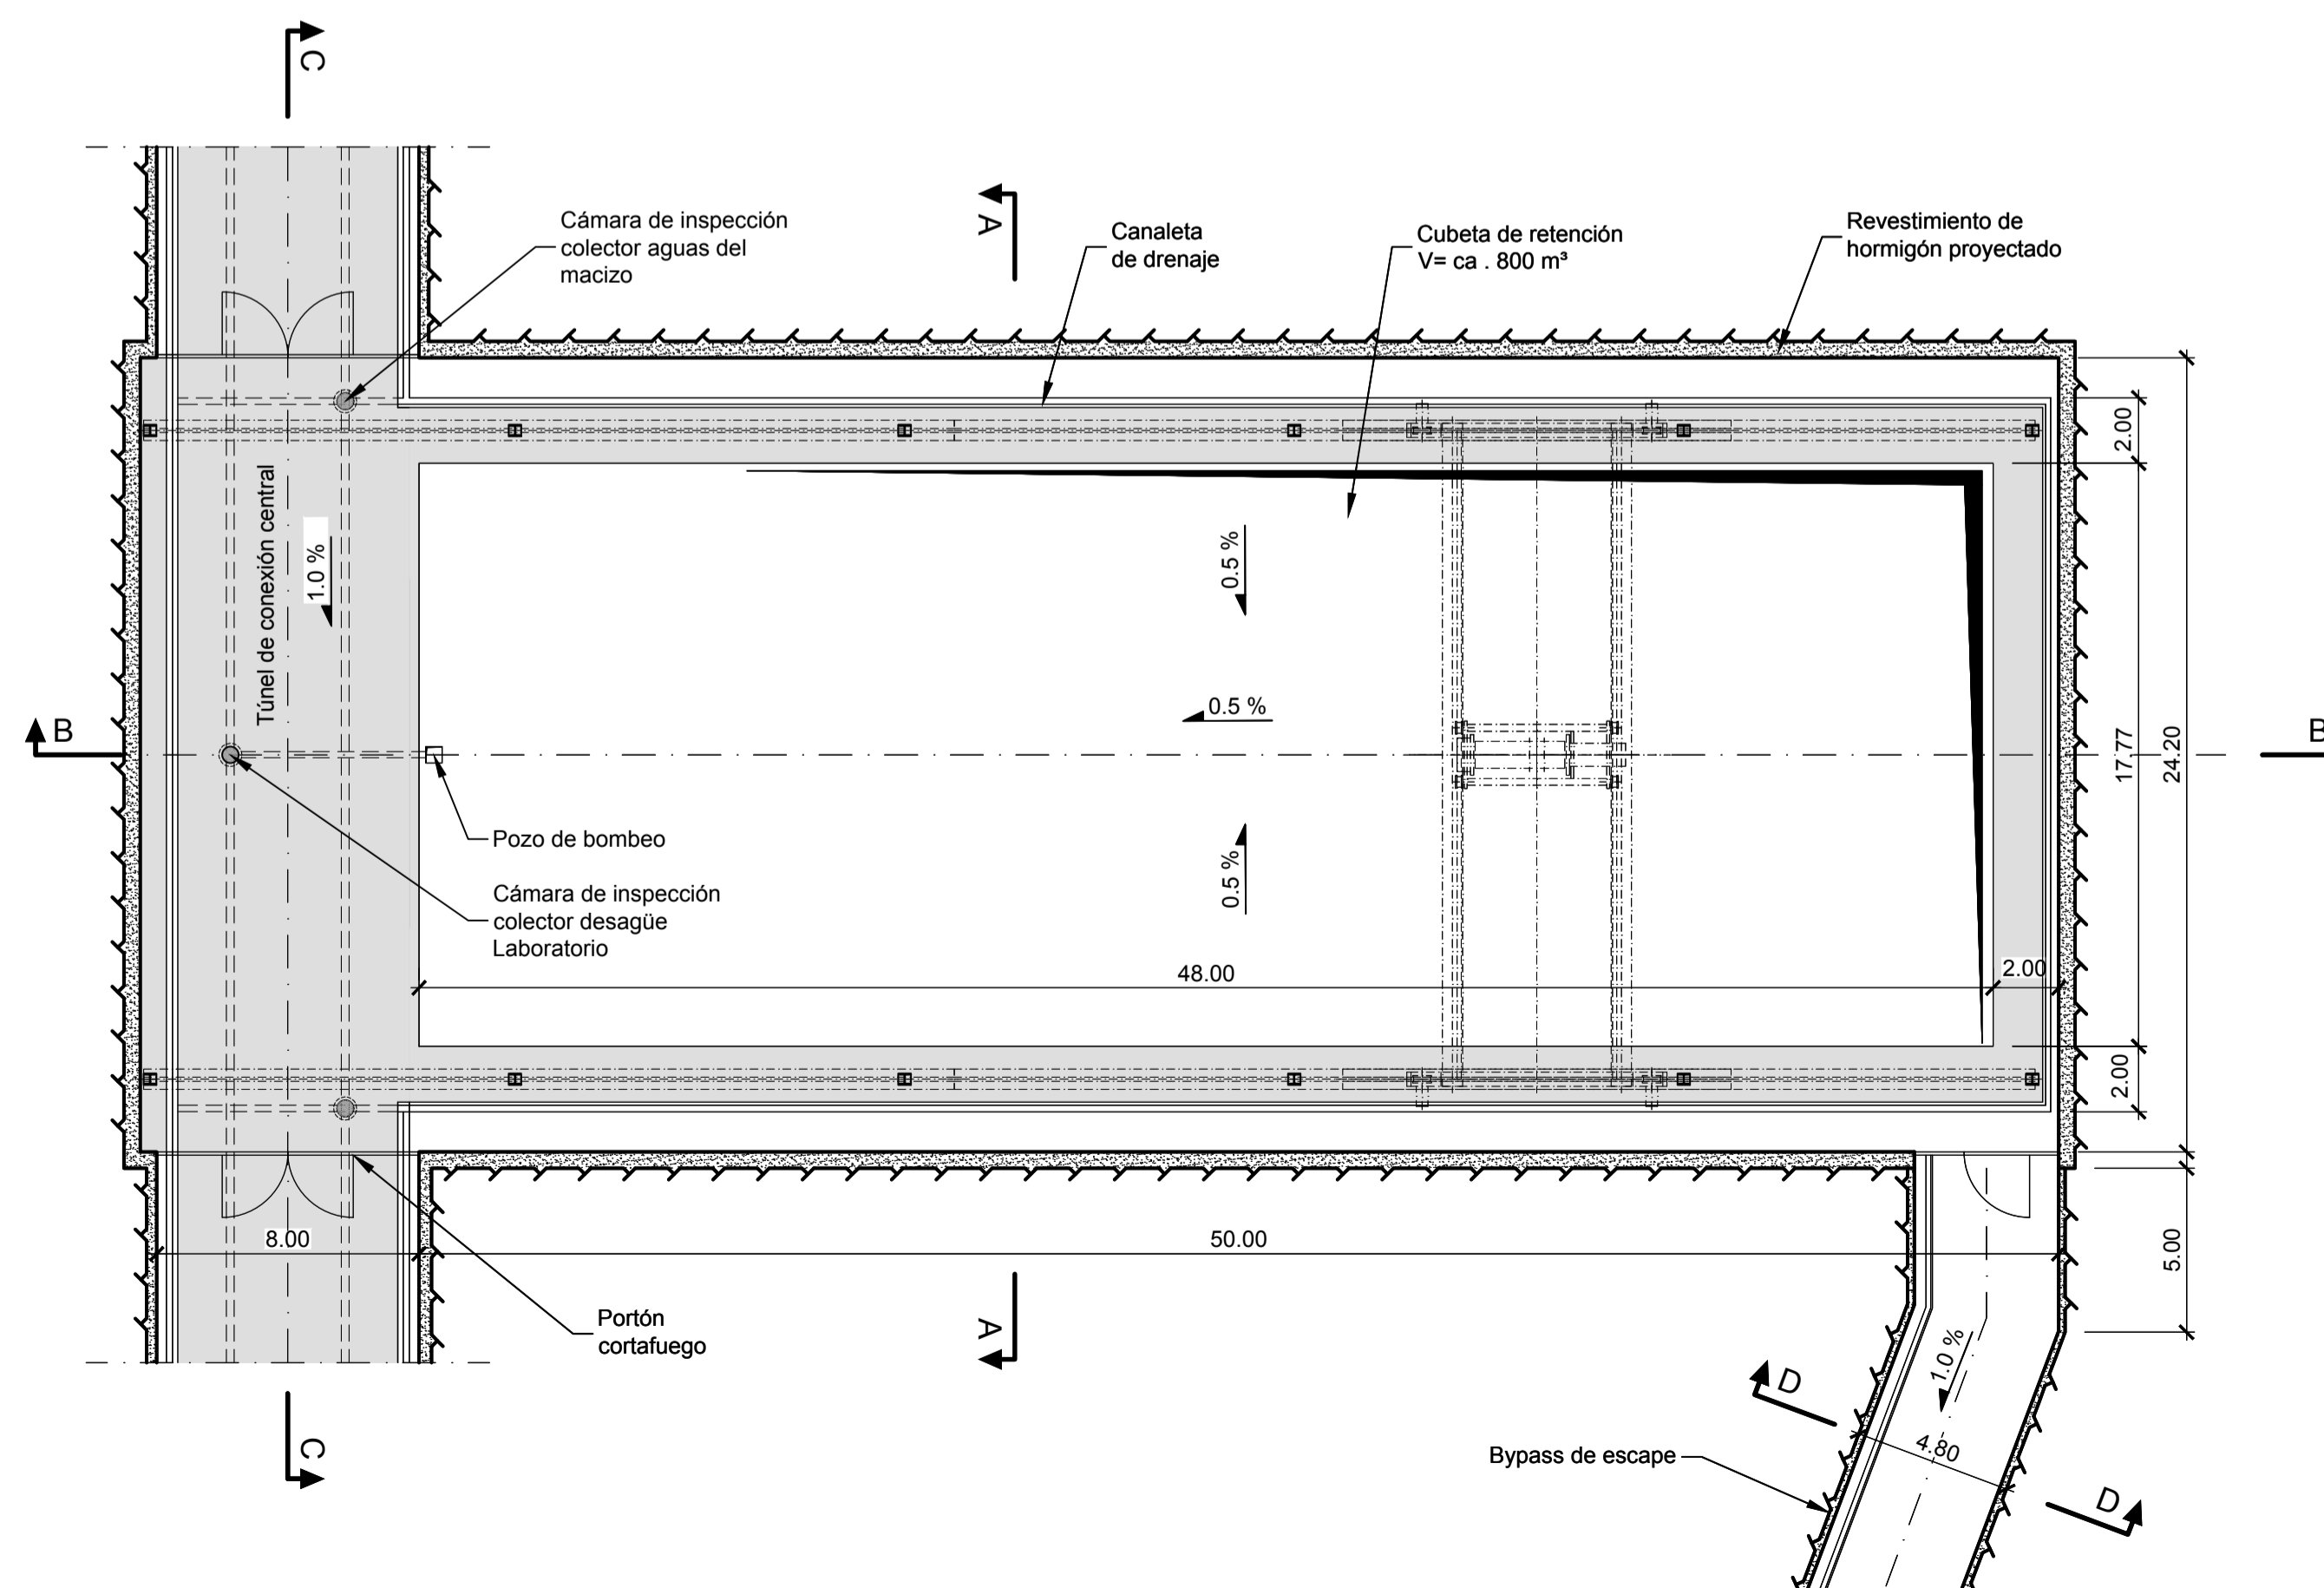 C
Cámara de inspección
colector aguas del
macizo
A
Canaleta
de drenaje
Cubeta de retención
V= ca . 800 m³
Revestimiento de
hormigón proyectado
2.00
Túnel de conexión central
1.0 %
0.5 %
0.5 %
B
B
17.77
24.20
Pozo de bombeo
0.5 %
Cámara de inspección
colector desagüe
Laboratorio
48.00
2.00
2.00
8.00
50.00
5.00
Portón
cortafuego
A
1.0 %
D
C
4.80
Bypass de escape
D